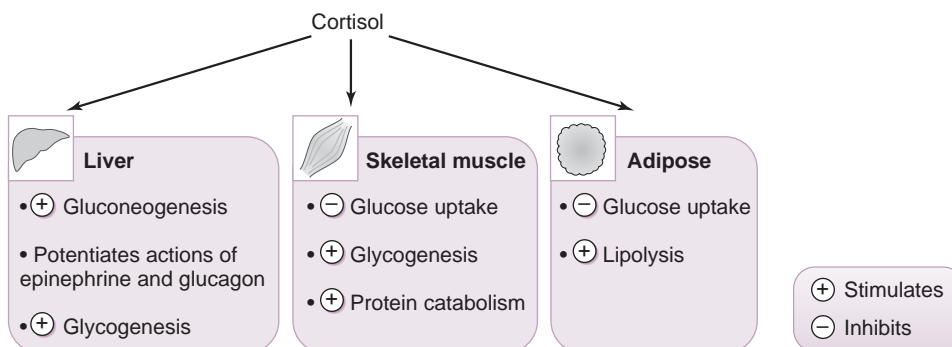 Cortisol
Liver
• + Gluconeogenesis
• Potentiates actions of
epinephrine and glucagon
• + Glycogenesis
Skeletal muscle
• − Glucose uptake
• + Glycogenesis
• + Protein catabolism
Adipose
• − Glucose uptake
• + Lipolysis
+ Stimulates
− Inhibits